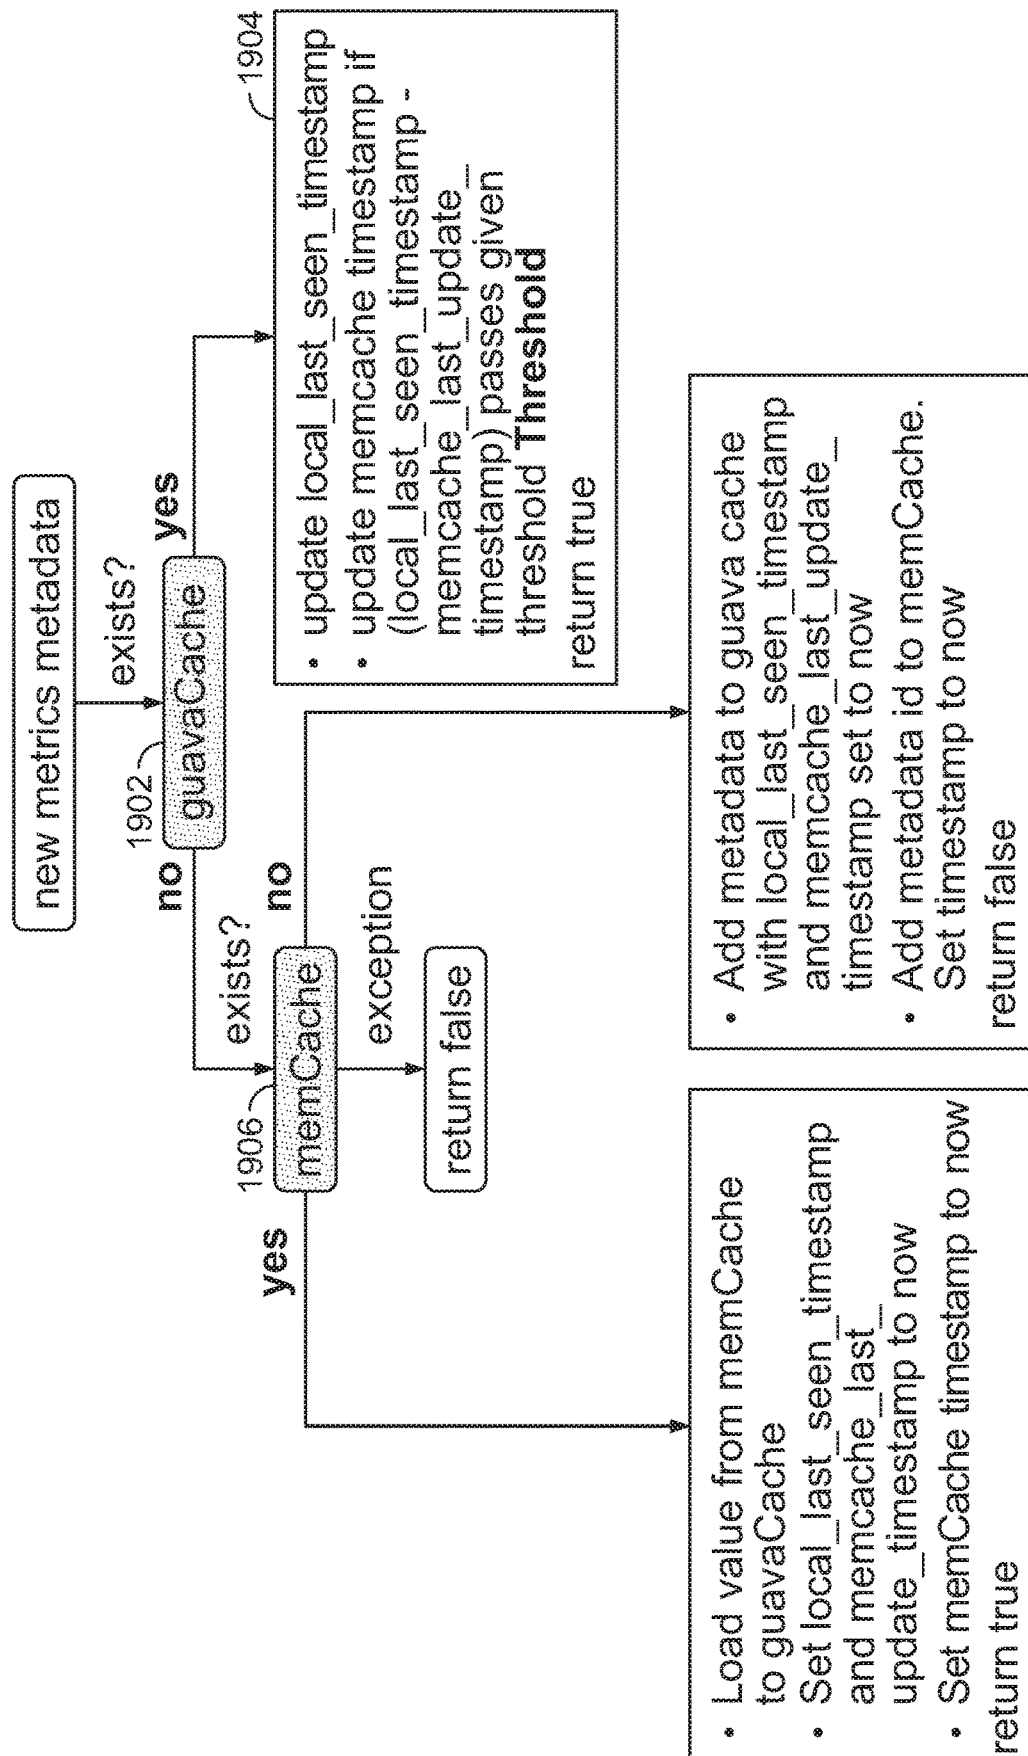 new metrics metadata
exists?
1902
guavaCache
no
yes
1904
• update local_last_seen_timestamp
• update memcache timestamp if
(local_last_seen_timestamp -
memcache_last_update_
timestamp) passes given
threshold Threshold
return true
exists?
1906
memCache
yes
no
exception
return false
• Load value from memCache
to guavaCache
• Set local_last_seen_timestamp
and memcache_last_
update_timestamp to now
• Set memCache timestamp to now
return true
• Add metadata to guava cache
with local_last_seen_timestamp
and memcache_last_update_
timestamp set to now
• Add metadata id to memCache.
Set timestamp to now
return false